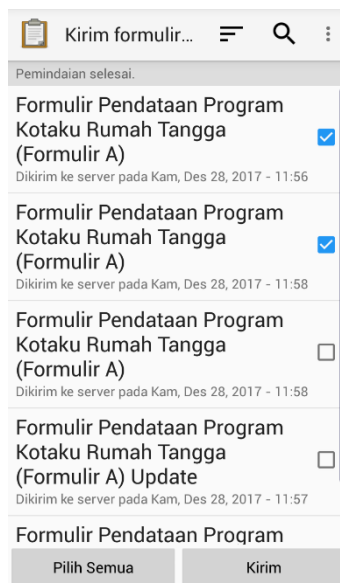 Kirim formulir...
Pemindaian selesai.
Formulir Pendataan Program
Kotaku Rumah Tangga
(Formulir A)
Dikirim ke server pada Kam, Des 28, 2017 - 11:56
Formulir Pendataan Program
Kotaku Rumah Tangga
(Formulir A)
Dikirim ke server pada Kam, Des 28, 2017 - 11:58
Formulir Pendataan Program
Kotaku Rumah Tangga
(Formulir A)
Dikirim ke server pada Kam, Des 28, 2017 - 11:58
Formulir Pendataan Program
Kotaku Rumah Tangga
(Formulir A) Update
Dikirim ke server pada Kam, Des 28, 2017 - 11:57
Formulir Pendataan Program
Pilih Semua Kirim